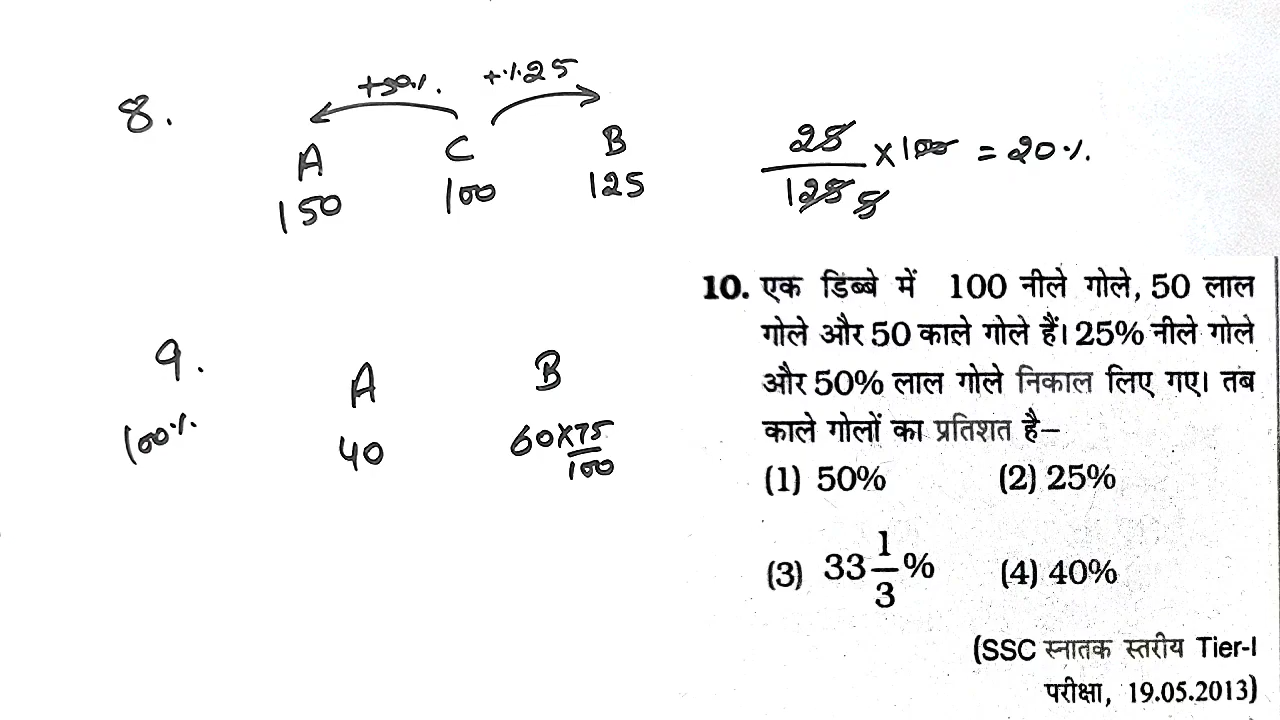 8.
+50%. +%25
A C B
150 100 125
25/125 5 × 100 = 20%.
9.
A B
100% 40 60×75/100
10. एक डिब्बे में 100 नीले गोले, 50 लाल
गोले और 50 काले गोले हैं। 25% नीले गोले
और 50% लाल गोले निकाल लिए गए। तब
काले गोलों का प्रतिशत है–
(1) 50% (2) 25%
(3) 33 1/3 % (4) 40%
(SSC स्नातक स्तरीय Tier-I
परीक्षा, 19.05.2013)